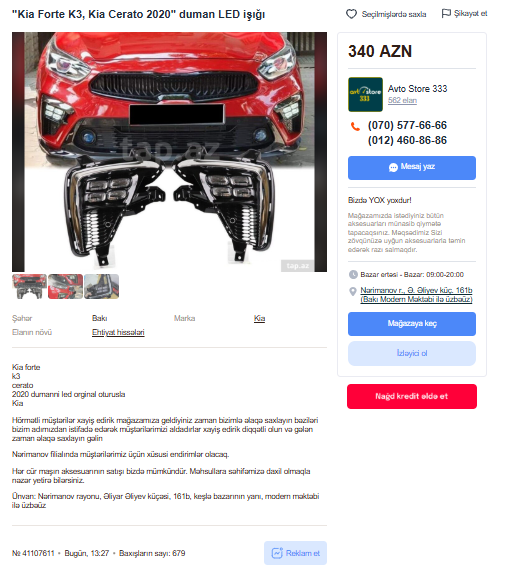 "Kia Forte K3, Kia Cerato 2020" duman LED işığı
Seçilmişlərdə saxla
Şikayət et
tap.az
tap.az
Şəhər Bakı
Marka Kia
Elanın növü Ehtiyat hissələri
Kia forte
k3
cerato
2020 dumanni led orginal oturusla
Kia
Hörmətli müştərilər xayiş edirik mağazamıza geldiyiniz zaman bizimlə əlaqə saxlayın bəziləri
bizim adımızdan istifadə edərək müştərilərimizi aldadırlar xayiş edirik diqqətli olun və gələn
zaman əlaqə saxlayın gəlin
Nərimanov filialında müştərilərimiz üçün xüsusi endirimlər olacaq.
Hər cür maşın aksesuarının satışı bizdə mümkündür. Məhsullara səhifəmizə daxil olmaqla
nəzər yetirə bilərsiniz.
Ünvan: Nərimanov rayonu, Əliyar Əliyev küçəsi, 161b, keşlə bazarının yanı, modern məktəbi
ilə üzbəüz
№ 41107611 • Bugün, 13:27 • Baxışların sayı: 679
Reklam et
340 AZN
avto store
333
Avto Store 333
562 elan
(070) 577-66-66
(012) 460-86-86
Mesaj yaz
Bizdə YOX yoxdur!
Mağazamızda istədiyiniz bütün
aksesuarları münasib qiymətə
tapacaqsınız. Məqsədimiz Sizi
zövqünüzə uyğun aksesuarlarla təmin
edərək razı salmaqdır.
Bazar ertəsi - Bazar: 09:00-20:00
Nərimanov r., Ə. Əliyev küç. 161b
(Bakı Modern Məktəbi ilə üzbəüz)
Mağazaya keç
İzləyici ol
Nağd kredit əldə et